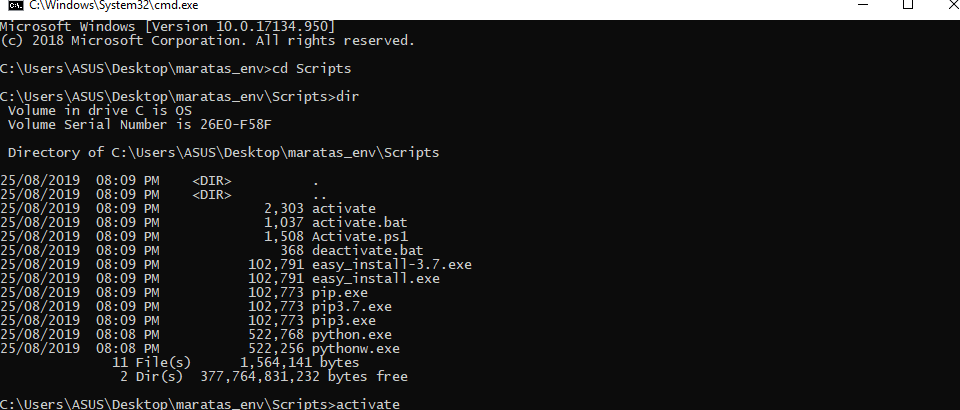 C:\Windows\System32\cmd.exe
Microsoft Windows [Version 10.0.17134.950]
(c) 2018 Microsoft Corporation. All rights reserved.
C:\Users\ASUS\Desktop\maratas_env>cd Scripts
C:\Users\ASUS\Desktop\maratas_env\Scripts>dir
Volume in drive C is OS
Volume Serial Number is 26E0-F58F
Directory of C:\Users\ASUS\Desktop\maratas_env\Scripts
25/08/2019  08:09 PM    <DIR>          .
25/08/2019  08:09 PM    <DIR>          ..
25/08/2019  08:09 PM             2,303 activate
25/08/2019  08:09 PM             1,037 activate.bat
25/08/2019  08:09 PM             1,508 Activate.ps1
25/08/2019  08:09 PM               368 deactivate.bat
25/08/2019  08:09 PM           102,791 easy_install-3.7.exe
25/08/2019  08:09 PM           102,791 easy_install.exe
25/08/2019  08:09 PM           102,773 pip.exe
25/08/2019  08:09 PM           102,773 pip3.7.exe
25/08/2019  08:09 PM           102,773 pip3.exe
25/08/2019  08:08 PM           522,768 python.exe
25/08/2019  08:08 PM           522,256 pythonw.exe
11 File(s)      1,564,141 bytes
2 Dir(s)  377,764,831,232 bytes free
C:\Users\ASUS\Desktop\maratas_env\Scripts>activate